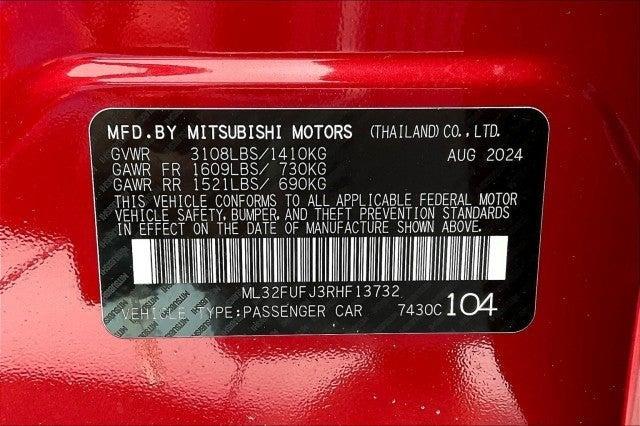 MFD.BY MITSUBISHI MOTORS (THAILAND)CO.,LTD.
GVWR 3108LBS/1410KG AUG 2024
GAWR FR 1609LBS/ 730KG
GAWR RR 1521LBS/ 690KG
THIS VEHICLE CONFORMS TO ALL APPLICABLE FEDERAL MOTOR
VEHICLE SAFETY, BUMPER, AND THEFT PREVENTION STANDARDS
IN EFFECT ON THE DATE OF MANUFACTURE SHOWN ABOVE.
ML32FUFJ3RHF13732
VEHICLE TYPE:PASSENGER CAR 7430C 104